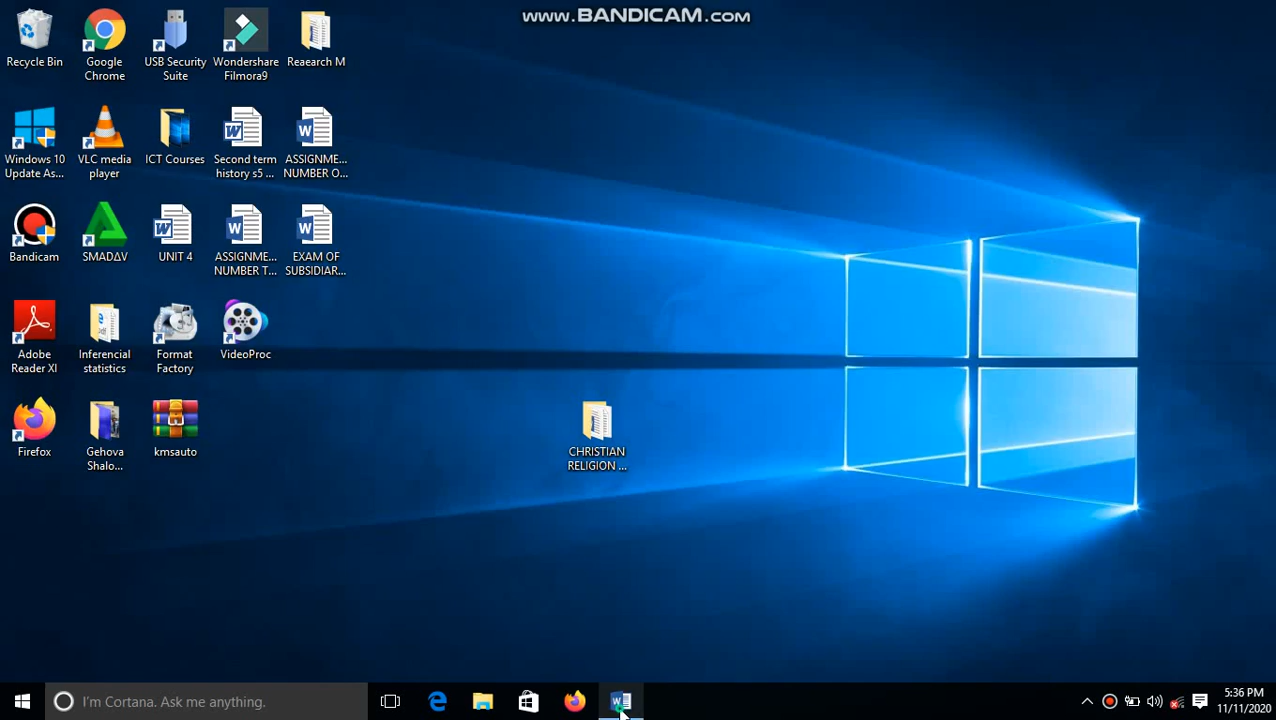 www.BANDICAM.com
Recycle Bin
Google
Chrome
USB Security
Suite
Wondershare
Filmora9
Reaearch M
Windows 10
Update As...
VLC media
player
ICT Courses
Second term
history s5 ...
ASSIGNME...
NUMBER O...
Bandicam
SMADΔV
UNIT 4
ASSIGNME...
NUMBER T...
EXAM OF
SUBSIDIAR...
Adobe
Reader XI
Inferencial
statistics
Format
Factory
VideoProc
Firefox
Gehova
Shalo...
kmsauto
CHRISTIAN
RELIGION ...
I'm Cortana. Ask me anything.
5:36 PM
11/11/2020